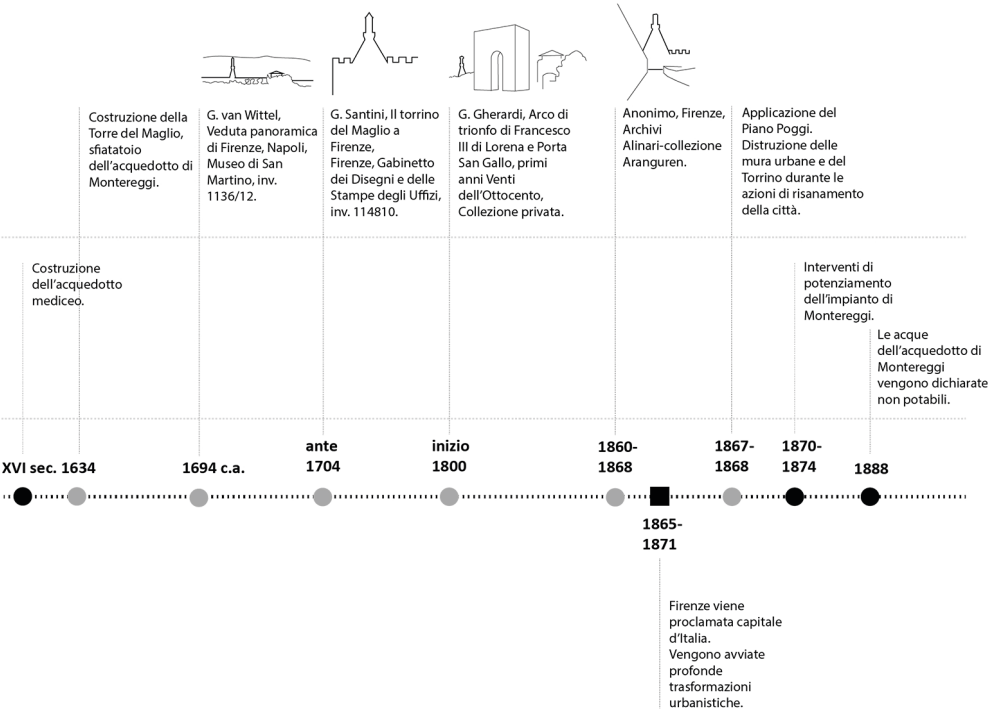 Costruzione della
Torre del Maglio,
sfiatatoio
dell'acquedotto di
Montereggi.
G. van Wittel,
Veduta panoramica
di Firenze, Napoli,
Museo di San
Martino, inv.
1136/12.
G. Santini, Il torrino
del Maglio a
Firenze,
Firenze, Gabinetto
dei Disegni e delle
Stampe degli Uffizi,
inv. 114810.
G. Gherardi, Arco di
trionfo di Francesco
III di Lorena e Porta
San Gallo, primi
anni Venti
dell'Ottocento,
Collezione privata.
Anonimo, Firenze,
Archivi
Alinari-collezione
Aranguren.
Applicazione del
Piano Poggi.
Distruzione delle
mura urbane e del
Torrino durante le
azioni di risanamento
della città.
Costruzione
dell'acquedotto
mediceo.
Interventi di
potenziamento
dell'impianto di
Montereggi.
Le acque
dell'acquedotto di
Montereggi
vengono dichiarate
non potabili.
XVI sec.
1634
1694 c.a.
ante
1704
inizio
1800
1860-
1868
1867-
1868
1870-
1874
1888
1865-
1871
Firenze viene
proclamata capitale
d'Italia.
Vengono avviate
profonde
trasformazioni
urbanistiche.